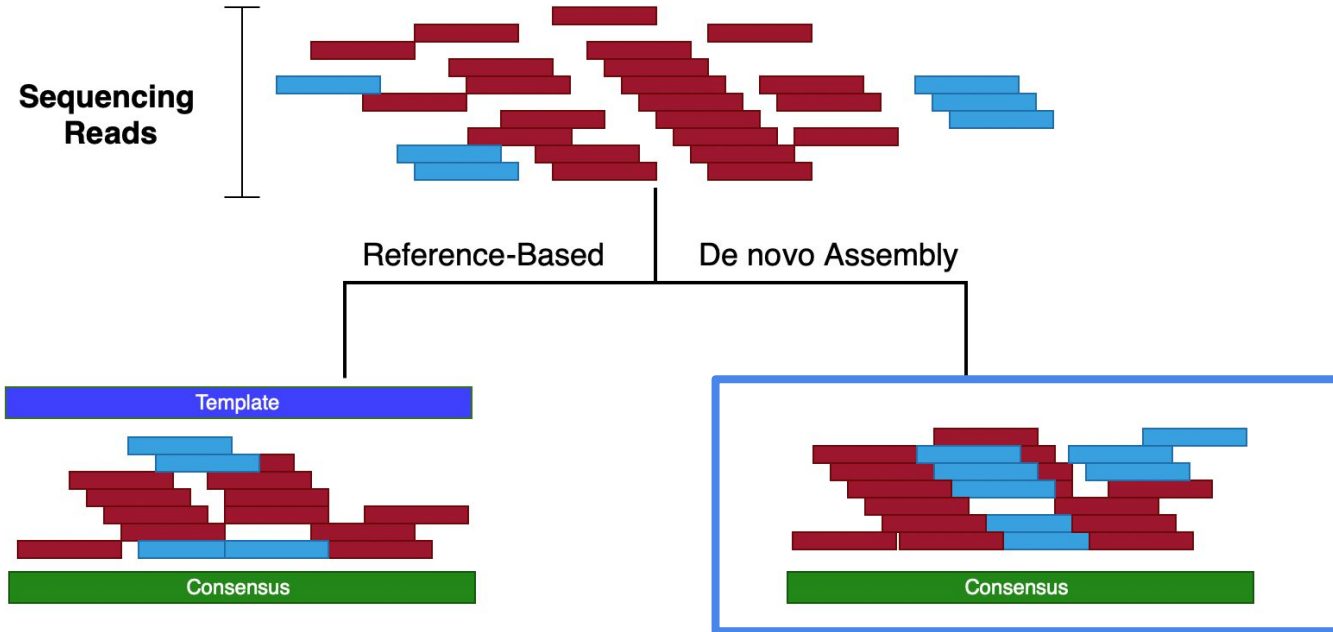 Sequencing
Reads
Reference-Based
De novo Assembly
Template
Consensus
Consensus